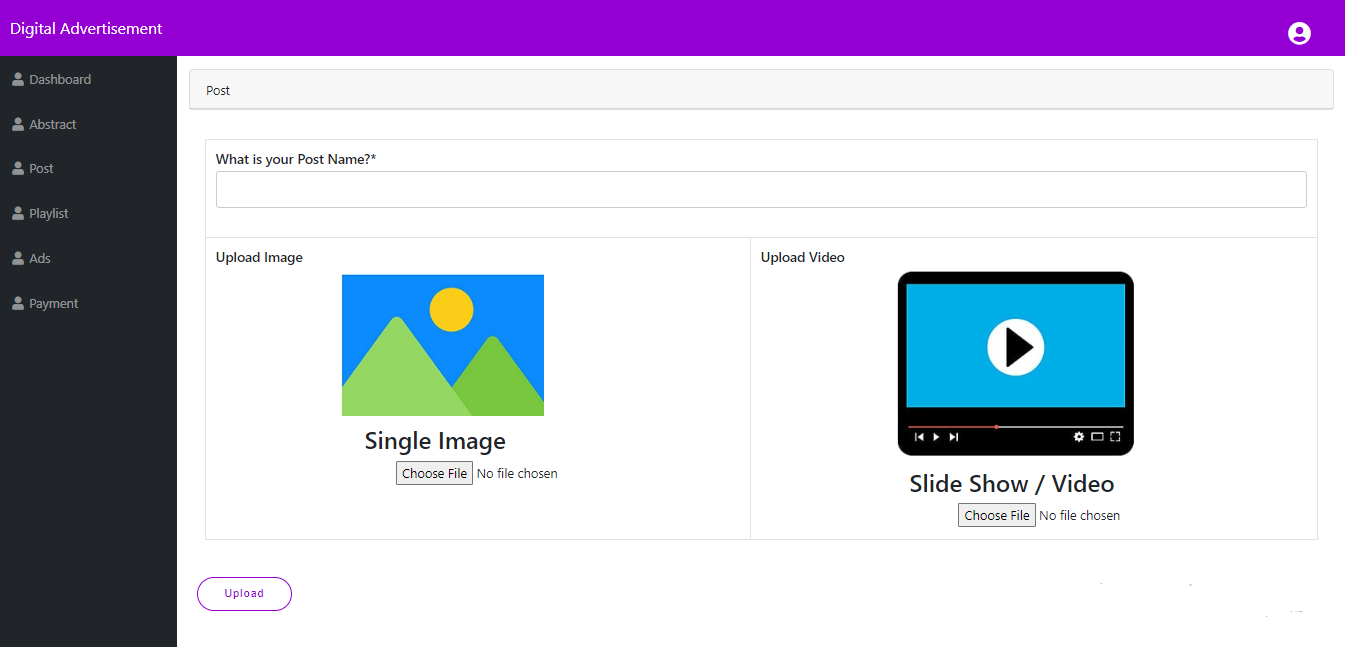 Digital Advertisement
Dashboard
Abstract
Post
Playlist
Ads
Payment
Post
What is your Post Name?*
Upload Image
Single Image
Choose File No file chosen
Upload Video
Slide Show / Video
Choose File No file chosen
Upload